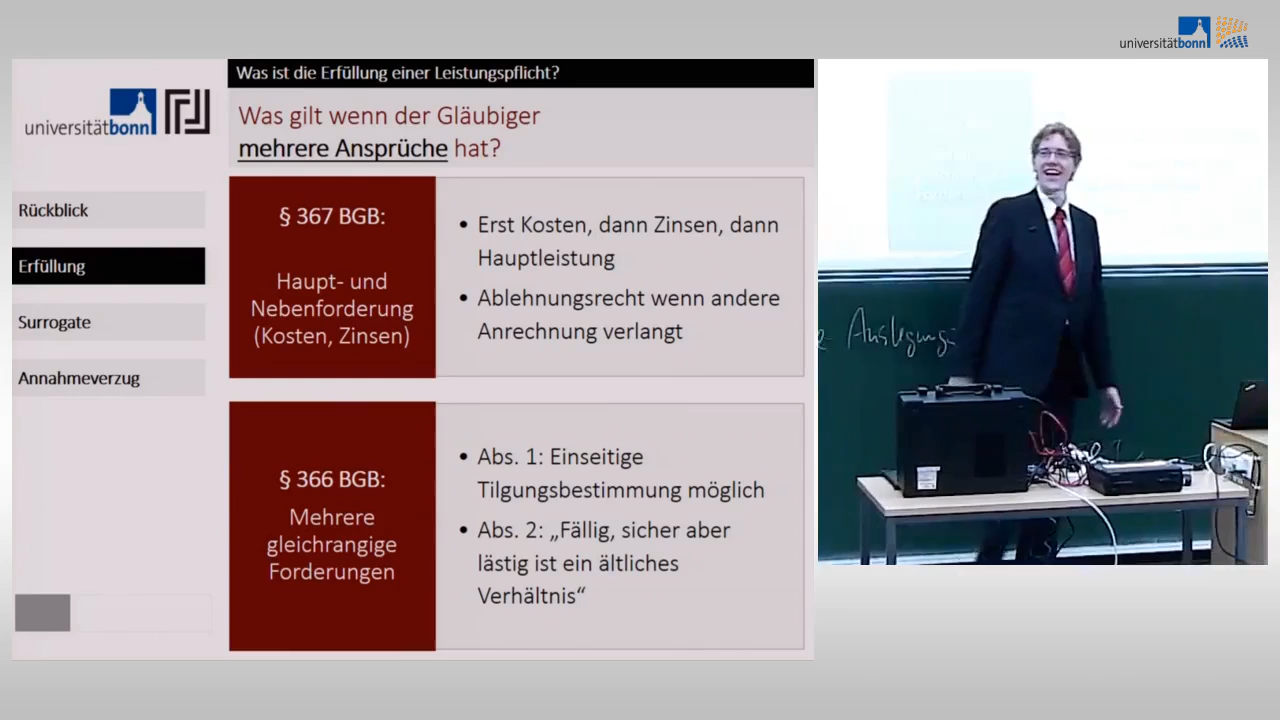 universitätbonn
Was ist die Erfüllung einer Leistungspflicht?
universitätbonn
Was gilt wenn der Gläubiger
mehrere Ansprüche hat?
Rückblick
Erfüllung
Surrogate
Annahmeverzug
§ 367 BGB:
Haupt- und
Nebenforderung
(Kosten, Zinsen)
• Erst Kosten, dann Zinsen, dann
Hauptleistung
• Ablehnungsrecht wenn andere
Anrechnung verlangt
§ 366 BGB:
Mehrere
gleichrangige
Forderungen
• Abs. 1: Einseitige
Tilgungsbestimmung möglich
• Abs. 2: „Fällig, sicher aber
lästig ist ein ältliches
Verhältnis“
Auslegung